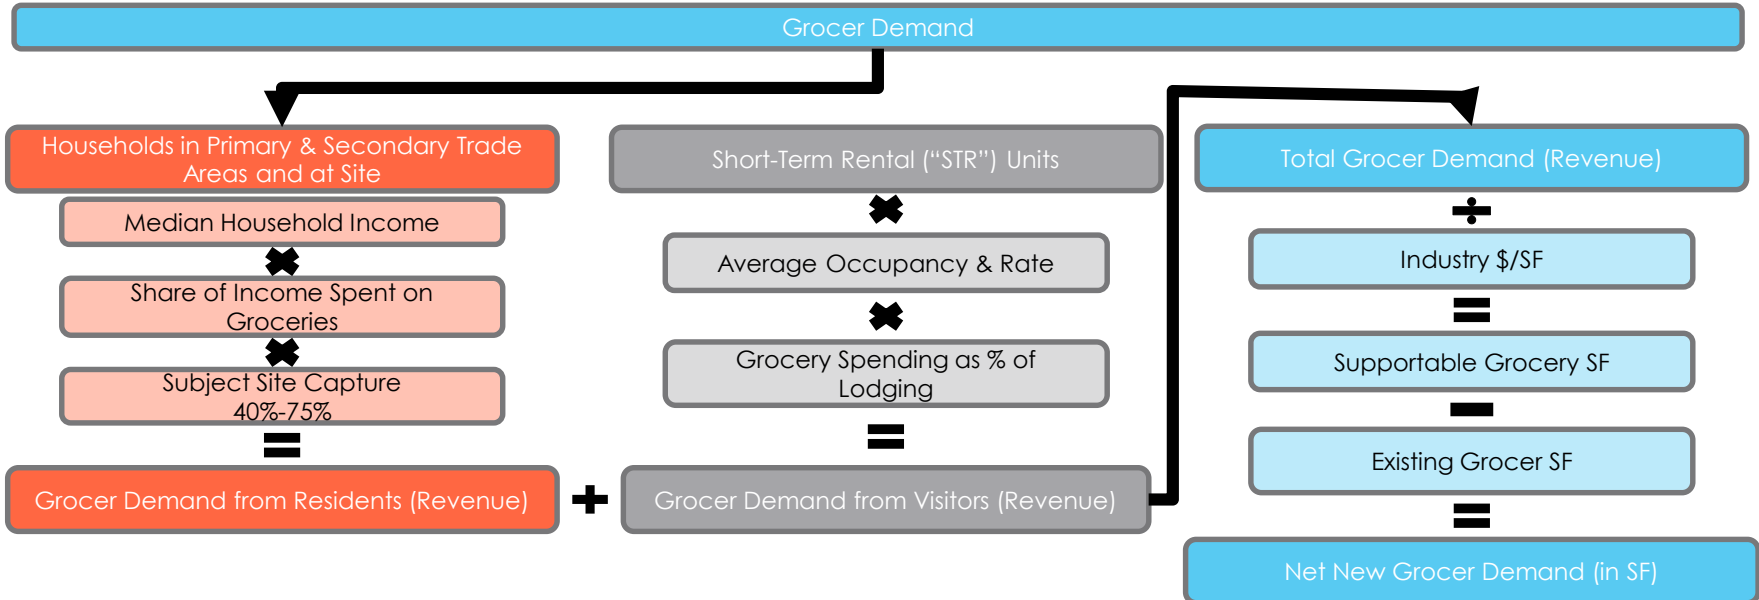 Grocer Demand
Households in Primary & Secondary Trade
Areas and at Site
Median Household Income
Share of Income Spent on
Groceries
Subject Site Capture
40%-75%
Grocer Demand from Residents (Revenue)
Short-Term Rental (“STR”) Units
Average Occupancy & Rate
Grocery Spending as % of
Lodging
Grocer Demand from Visitors (Revenue)
Total Grocer Demand (Revenue)
Industry $/SF
Supportable Grocery SF
Existing Grocer SF
Net New Grocer Demand (in SF)